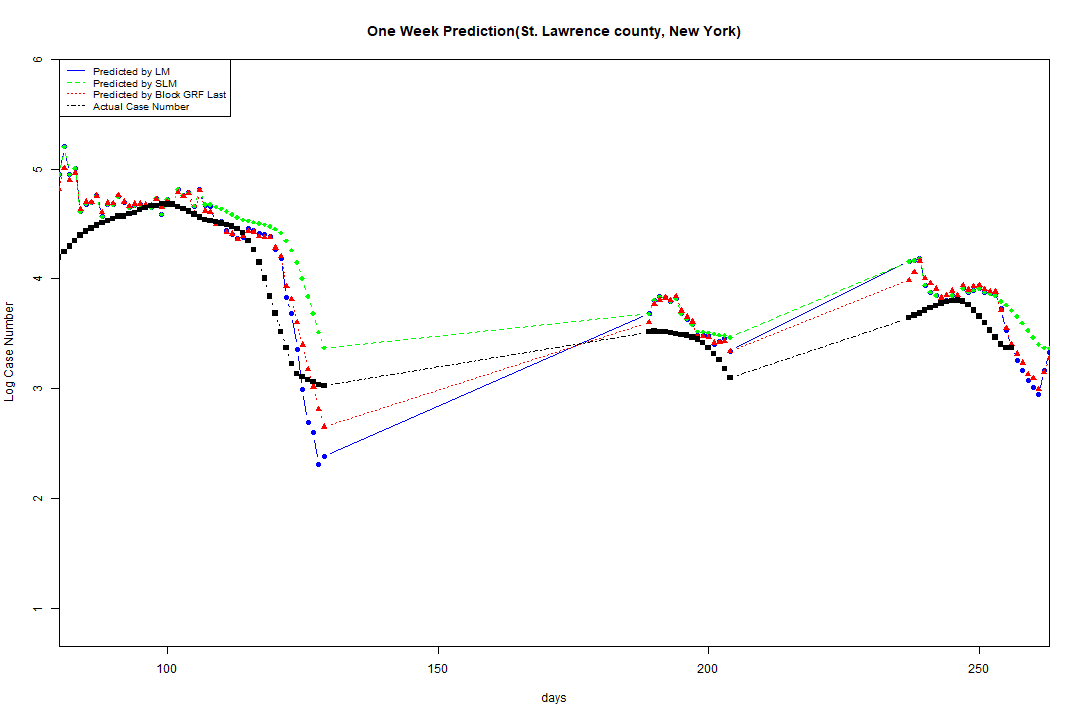 One Week Prediction(St. Lawrence county, New York)
Predicted by LM
Predicted by SLM
Predicted by Block GRF Last
Actual Case Number
Log Case Number
6
5
4
3
2
1
100
150
200
250
days